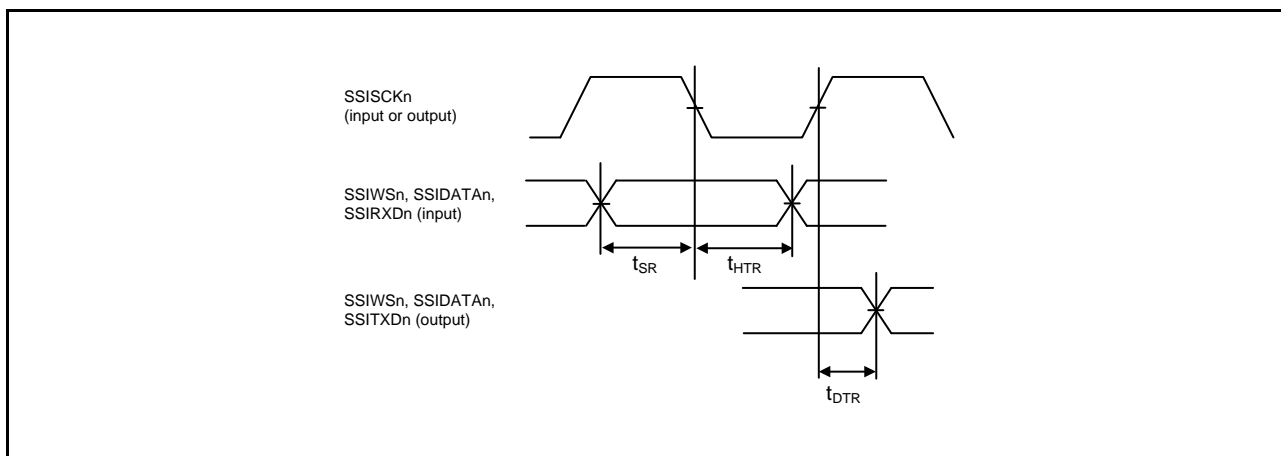 SSISCKn
(input or output)
SSIWSn, SSIDATAn,
SSIRXDn (input)
tSR
tHTR
SSIWSn, SSIDATAn,
SSITXDn (output)
tDTR